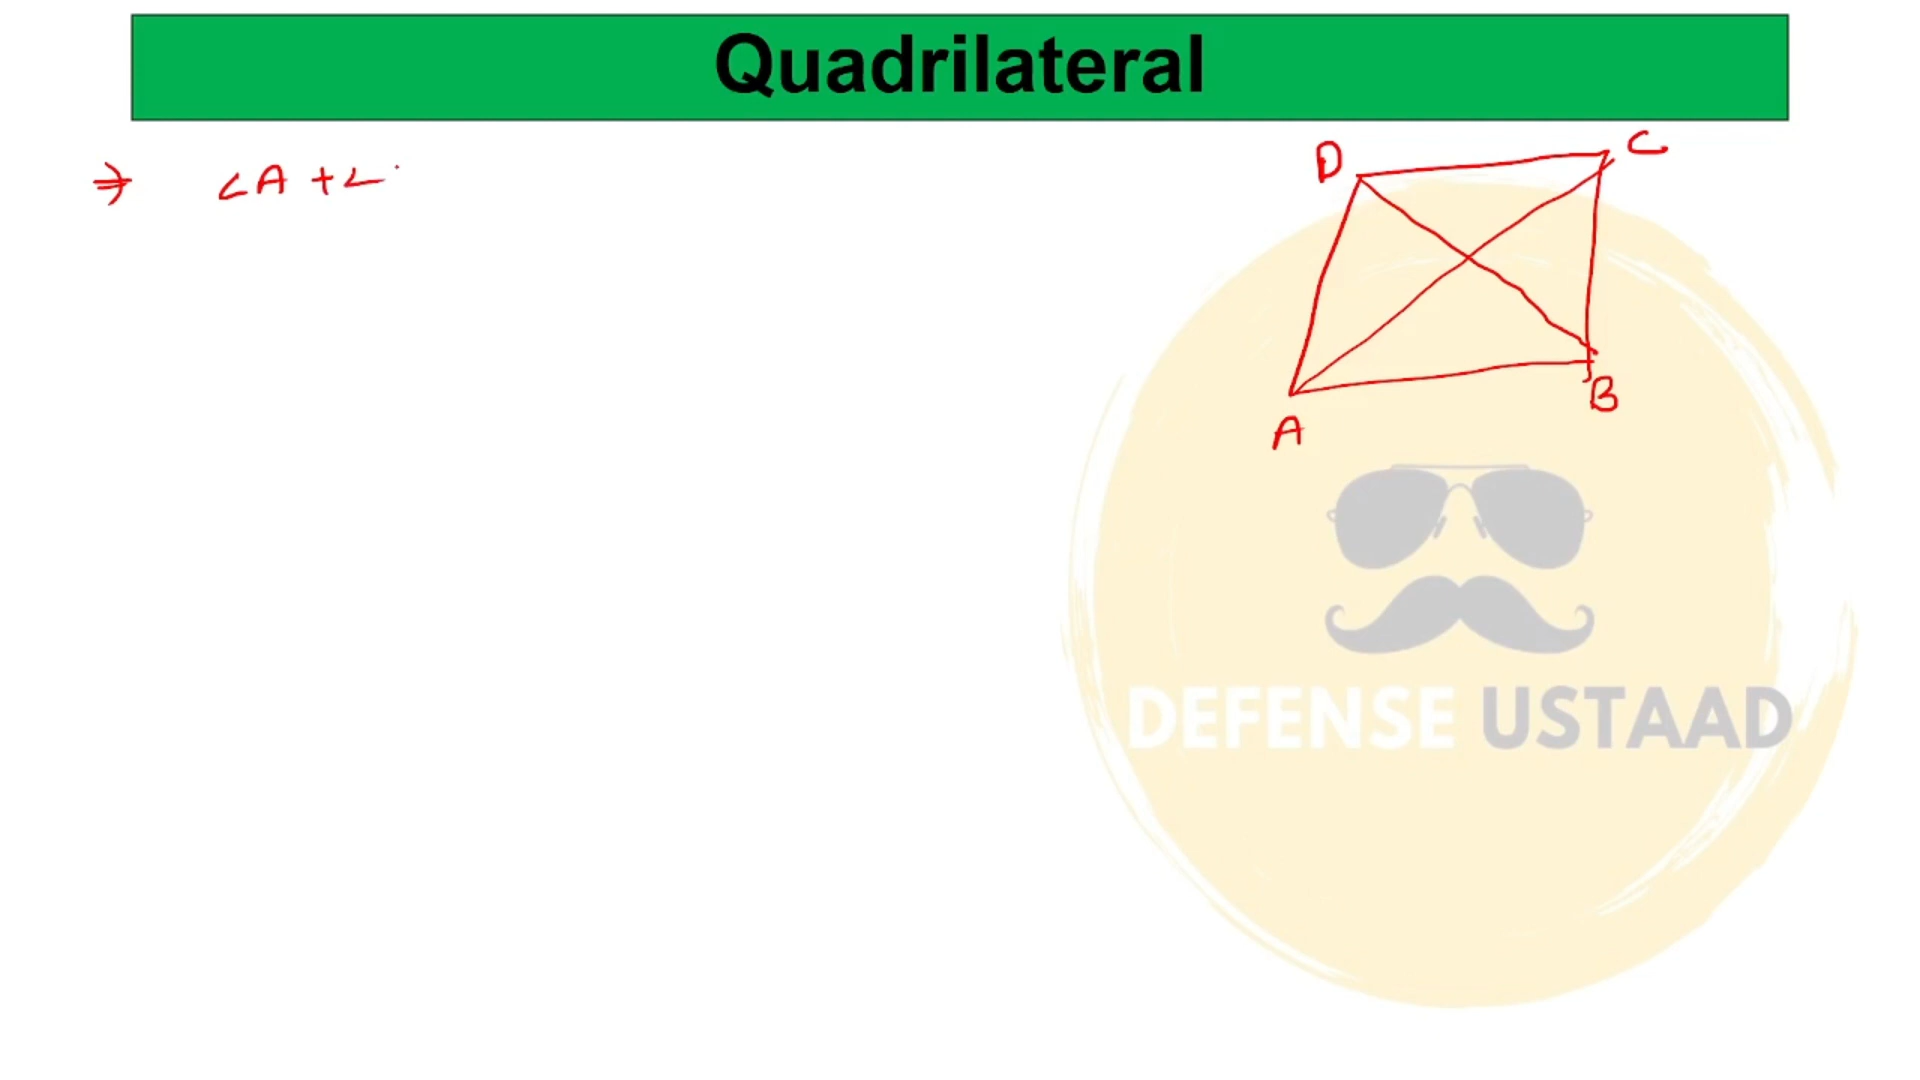 Quadrilateral
D C
⇒ ∠A + ∠
B
A
DEFENSE USTAAD